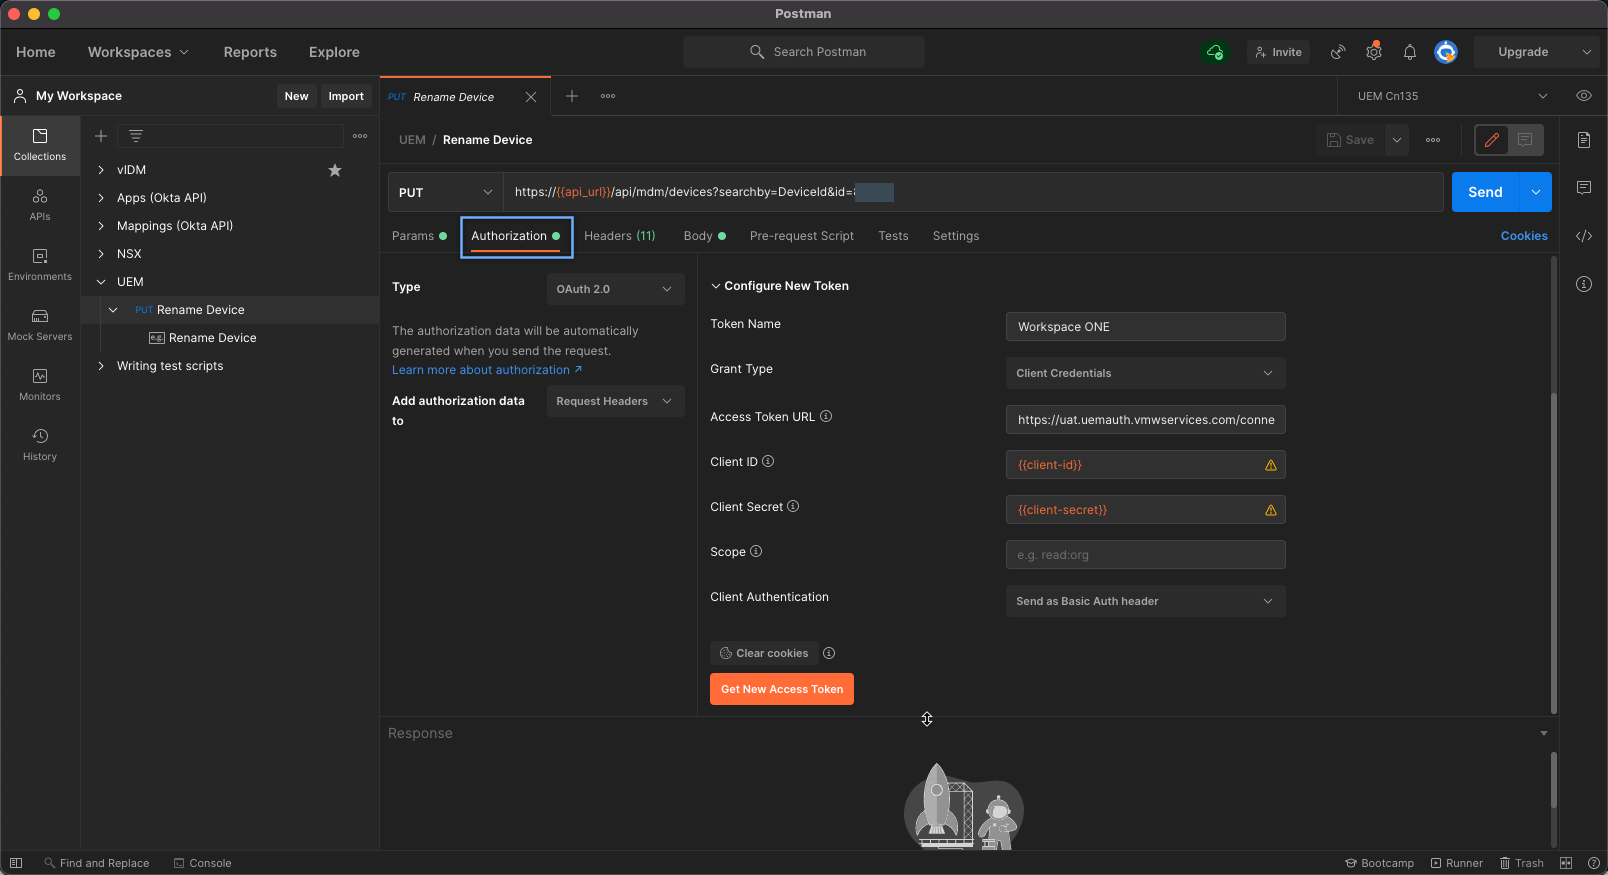 Postman
Home Workspaces Reports Explore Search Postman Invite Upgrade
My Workspace New Import PUT Rename Device UEM Cn135
Collections
APIs
Environments
Mock Servers
Monitors
History
vIDM
Apps (Okta API)
Mappings (Okta API)
NSX
UEM
PUT Rename Device
e.g. Rename Device
Writing test scripts
UEM / Rename Device Save
PUT https://{{api_url}}/api/mdm/devices?searchby=DeviceId&id= Send
Params Authorization Headers (11) Body Pre-request Script Tests Settings Cookies
Type OAuth 2.0
The authorization data will be automatically
generated when you send the request.
Learn more about authorization ↗
Add authorization data
to
Request Headers
Configure New Token
Token Name Workspace ONE
Grant Type Client Credentials
Access Token URL https://uat.uemauth.vmwservices.com/conne
Client ID {{client-id}}
Client Secret {{client-secret}}
Scope e.g. read:org
Client Authentication Send as Basic Auth header
Clear cookies
Get New Access Token
Response
Find and Replace Console Bootcamp Runner Trash